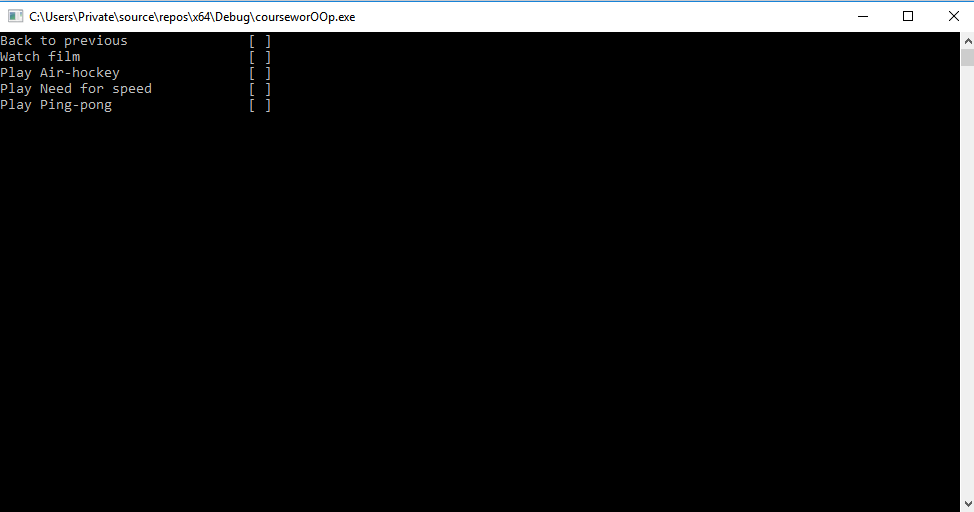 C:\Users\Private\source\repos\x64\Debug\courseworOOp.exe
Back to previous [ ]
Watch film [ ]
Play Air-hockey [ ]
Play Need for speed [ ]
Play Ping-pong [ ]